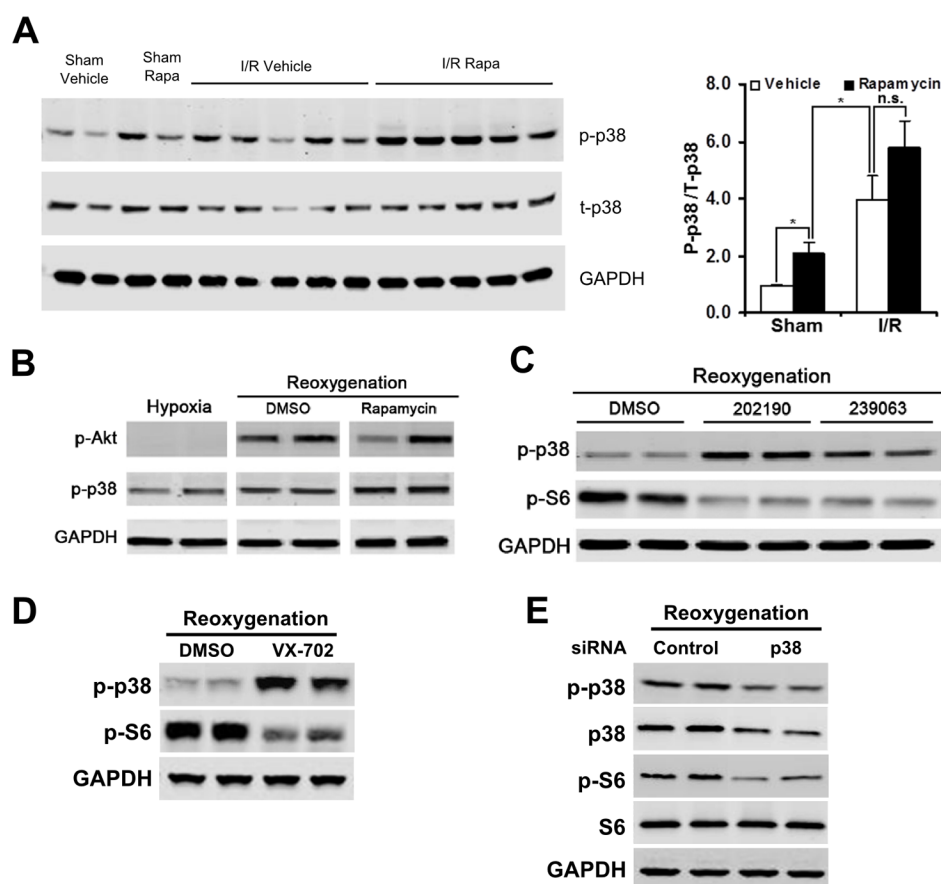 A
Sham
Vehicle
Sham
Rapa
I/R Vehicle
I/R Rapa
p-p38
t-p38
GAPDH
Vehicle
Rapamycin
*
n.s.
*
P-p38/T-p38
8.0
6.0
4.0
2.0
0.0
Sham
I/R
B
Reoxygenation
Hypoxia
DMSO
Rapamycin
p-Akt
p-p38
GAPDH
C
Reoxygenation
DMSO
202190
239063
p-p38
p-S6
GAPDH
D
Reoxygenation
DMSO
VX-702
p-p38
p-S6
GAPDH
E
Reoxygenation
siRNA
Control
p38
p-p38
p38
p-S6
S6
GAPDH